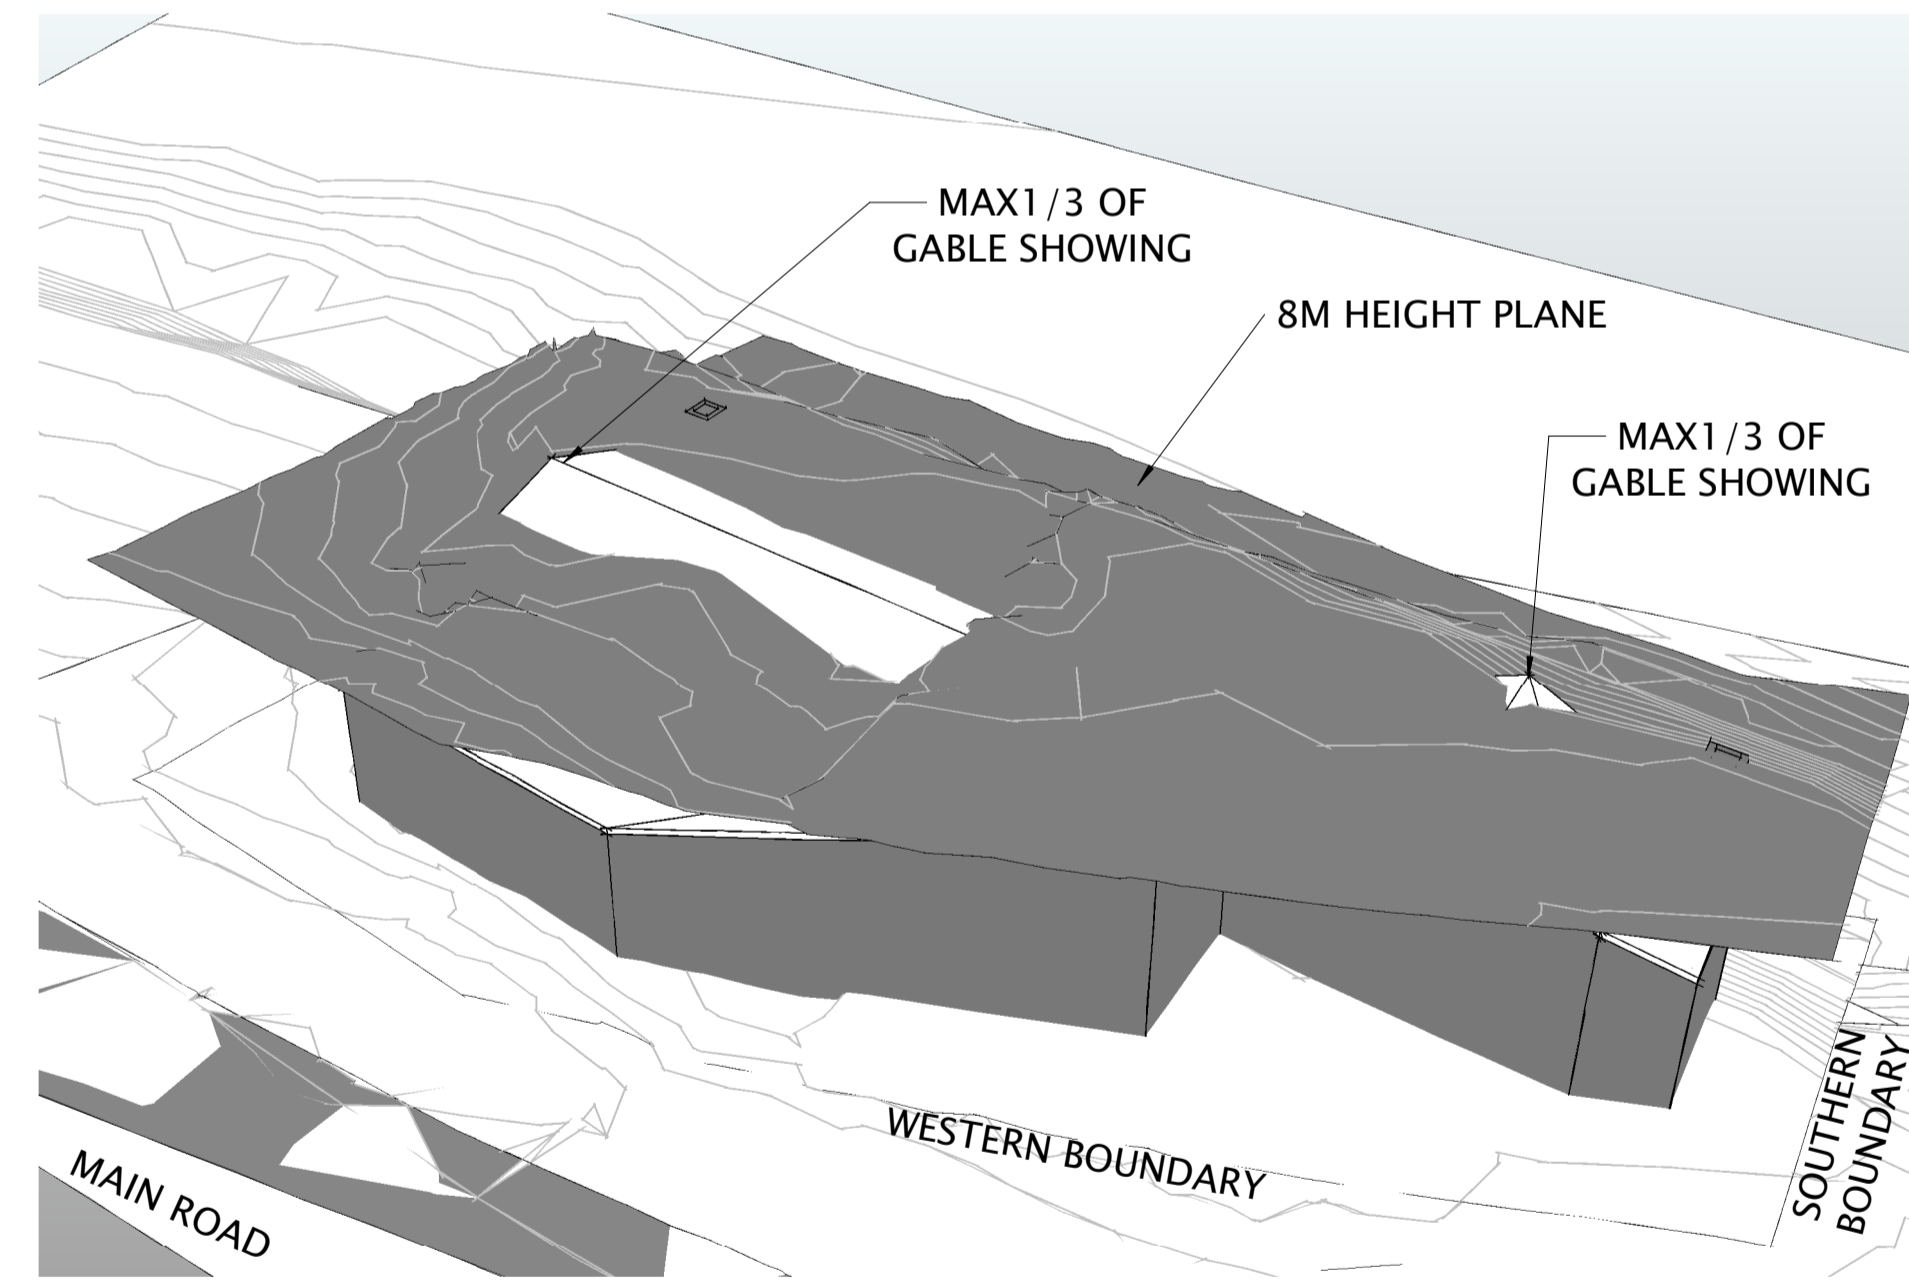 MAX1/3 OF
GABLE SHOWING
8M HEIGHT PLANE
MAX1/3 OF
GABLE SHOWING
WESTERN BOUNDARY
SOUTHERN
BOUNDARY
MAIN ROAD